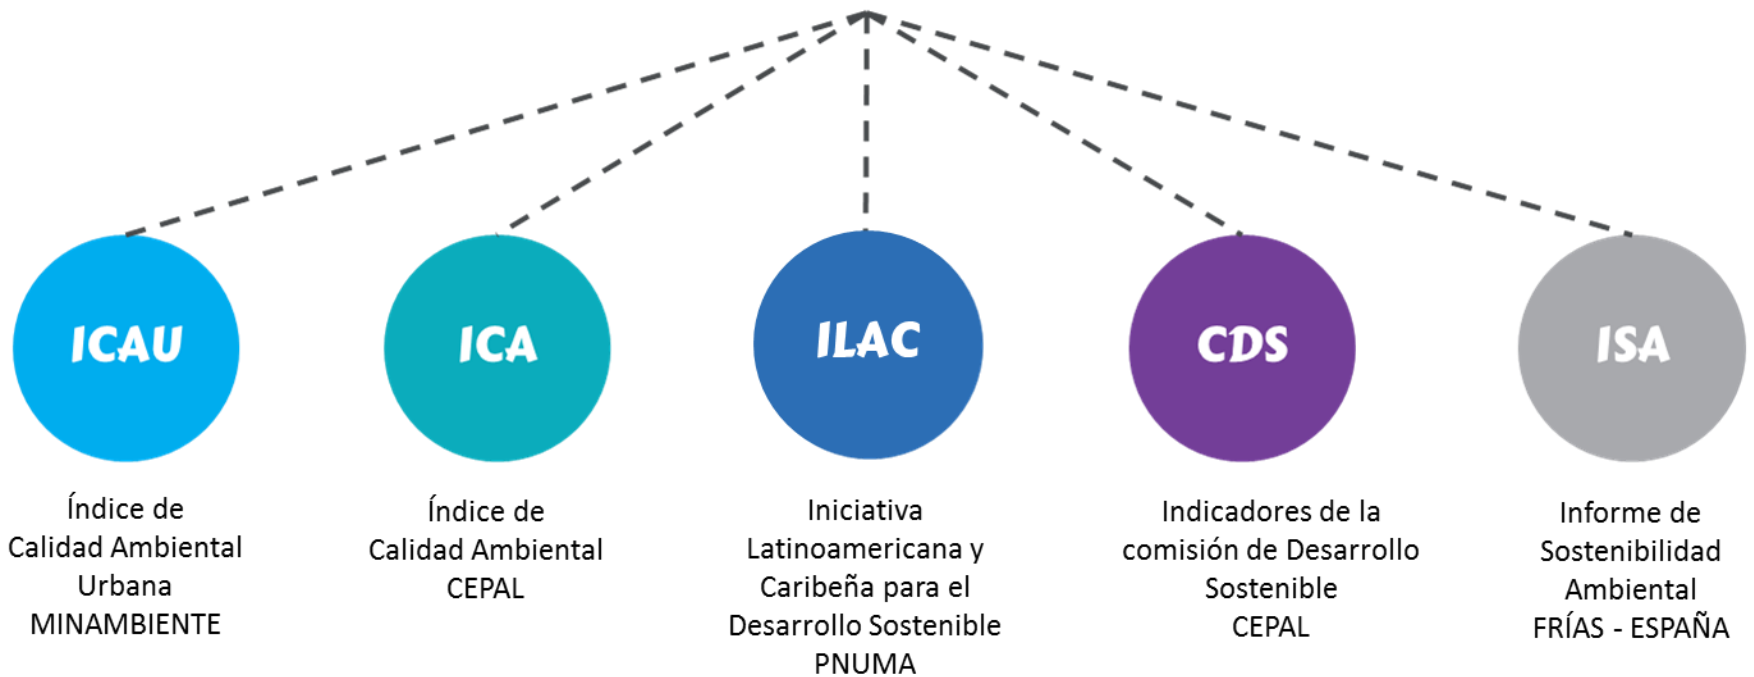 ICAU
ICA
ILAC
CDS
ISA
Índice de
Calidad Ambiental
Urbana
MINAMBIENTE
Índice de
Calidad Ambiental
CEPAL
Iniciativa
Latinoamericana y
Caribeña para el
Desarrollo Sostenible
PNUMA
Indicadores de la
comisión de Desarrollo
Sostenible
CEPAL
Informe de
Sostenibilidad
Ambiental
FRÍAS - ESPAÑA